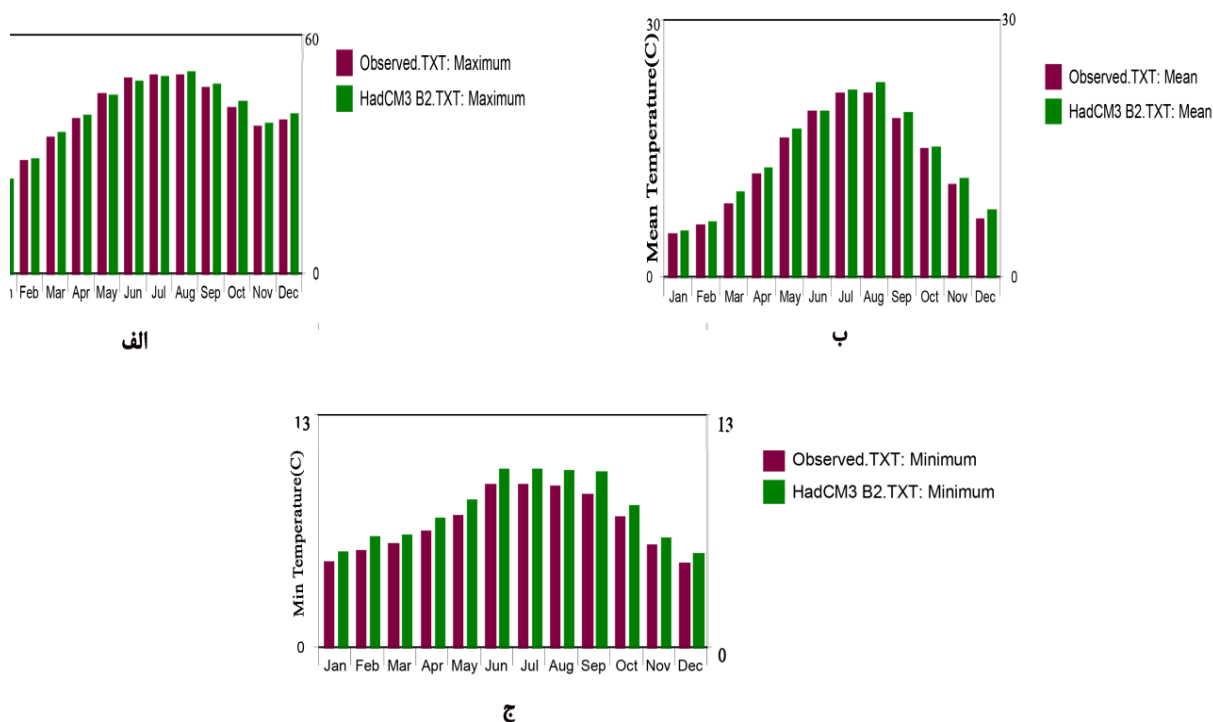 60
Observed.TXT: Maximum
HadCM3 B2.TXT: Maximum
0
Feb Mar Apr May Jun Jul Aug Sep Oct Nov Dec
الف
30
30
Mean Temperature(C)
Observed.TXT: Mean
HadCM3 B2.TXT: Mean
0
0
Jan Feb Mar Apr May Jun Jul Aug Sep Oct Nov Dec
ب
13
13
Min Temperature(C)
Observed.TXT: Minimum
HadCM3 B2.TXT: Minimum
0
0
Jan Feb Mar Apr May Jun Jul Aug Sep Oct Nov Dec
ج